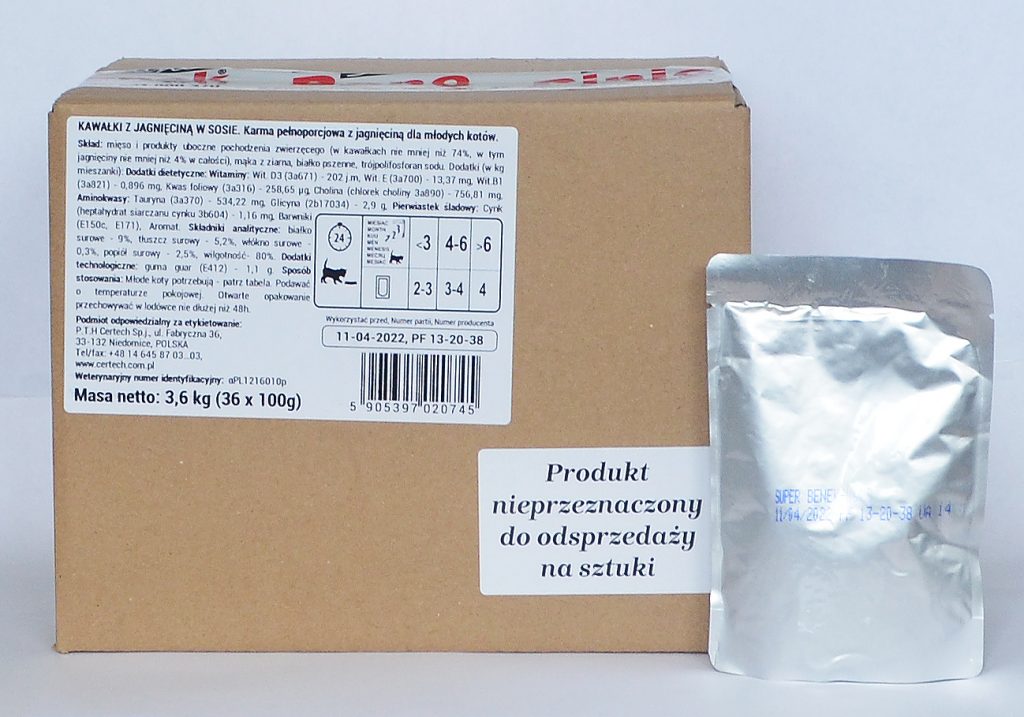 KAWAŁKI Z JAGNIĘCINĄ W SOSIE. Karma pełnoporcjowa z jagnięciną dla młodych kotów.
Skład: mięso i produkty uboczne pochodzenia zwierzęcego (w kawałkach nie mniej niż 74%, w tym
jagnięciny nie mniej niż 4% w całości), mąka z ziarna, białko pszenne, trójpolifosforan sodu. Dodatki (w kg
mieszanki): Dodatki dietetyczne: Witaminy: Wit. D3 (3a671) - 202 j.m, Wit. E (3a700) - 13,37 mg, Wit.B1
(3a821) - 0,896 mg, Kwas foliowy (3a316) - 258,65 µg, Cholina (chlorek choliny 3a890) - 756,81 mg,
Aminokwasy: Tauryna (3a370) - 534,22 mg, Glicyna (2b17034) - 2,9 g, Pierwiastek śladowy: Cynk
(heptahydrat siarczanu cynku 3b604) - 1,16 mg, Barwniki
(E150c, E171), Aromat. Składniki analityczne: białko
surowe - 9%, tłuszcz surowy - 5,2%, włókno surowe -
0,3%, popiół surowy - 2,5%, wilgotność- 80%. Dodatki
technologiczne: guma guar (E412) - 1,1 g. Sposób
stosowania: Młode koty potrzebują - patrz tabela. Podawać
o temperaturze pokojowej. Otwarte opakowanie
przechowywać w lodówce nie dłużej niż 48h.
24
<3 4-6 >6
2-3 3-4 4
Podmiot odpowiedzialny za etykietowanie:
P.T.H Certech Sp.j., ul. Fabryczna 36,
33-132 Niedomice, POLSKA
Tel/fax: +48 14 645 87 03...03,
www.certech.com.pl
Weterynaryjny numer identyfikacyjny: αPL1216010p
Masa netto: 3,6 kg (36 x 100g)
Wykorzystać przed, Numer partii, Numer producenta
11-04-2022, PF 13-20-38
5 905397 020745
Produkt
nieprzeznaczony
do odsprzedaży
na sztuki
SUPER BENEK
13-20-38 UA 14